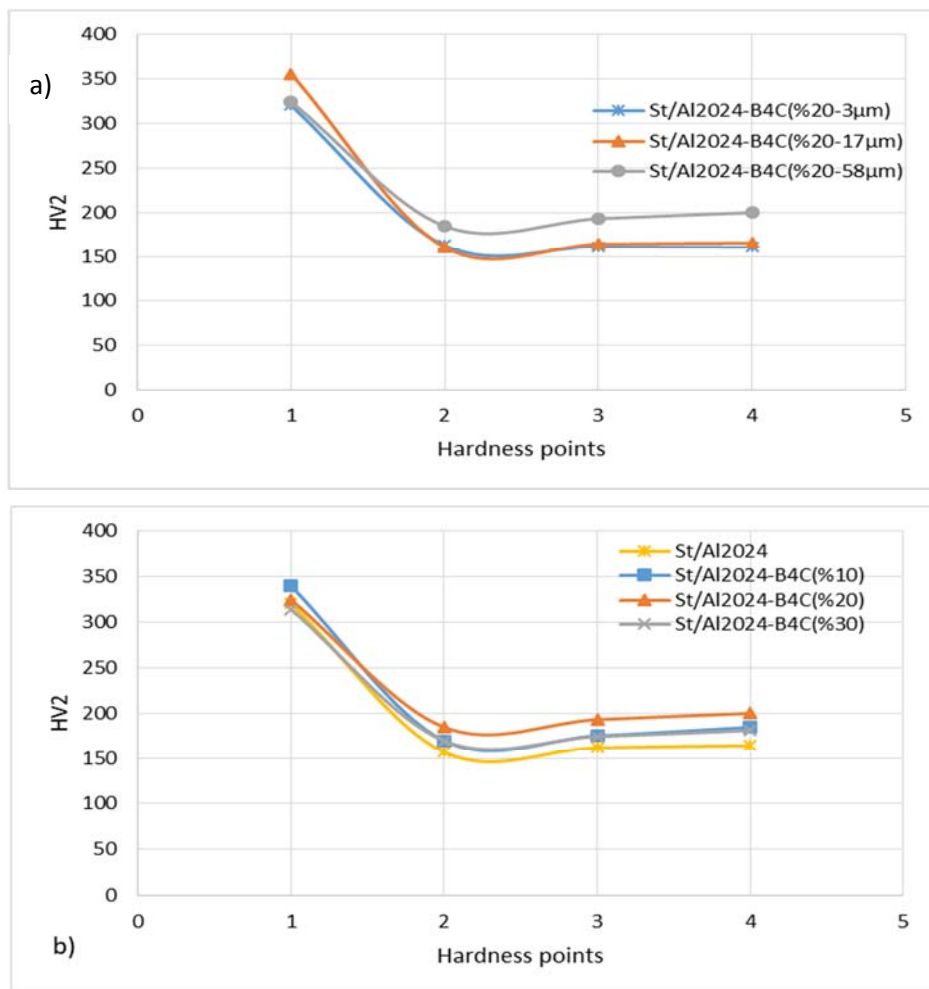 a)
400
350
300
250
200
150
100
50
0
HV2
0 1 2 3 4 5
Hardness points
St/Al2024-B4C(%20-3μm)
St/Al2024-B4C(%20-17μm)
St/Al2024-B4C(%20-58μm)
400
350
300
250
200
150
100
50
0
HV2
0 1 2 3 4 5
Hardness points
St/Al2024
St/Al2024-B4C(%10)
St/Al2024-B4C(%20)
St/Al2024-B4C(%30)
b)